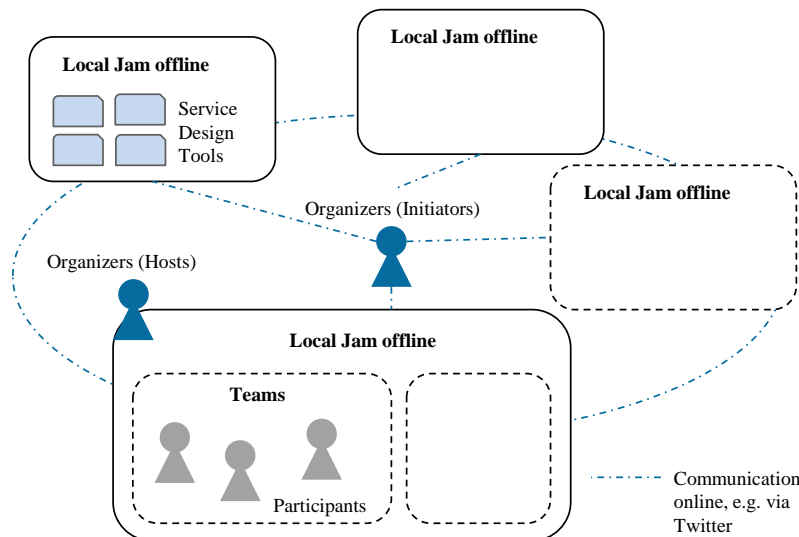 Local Jam offline
Local Jam offline
Service
Design
Tools
Local Jam offline
Organizers (Initiators)
Organizers (Hosts)
Local Jam offline
Teams
Participants
Communication
online, e.g. via
Twitter